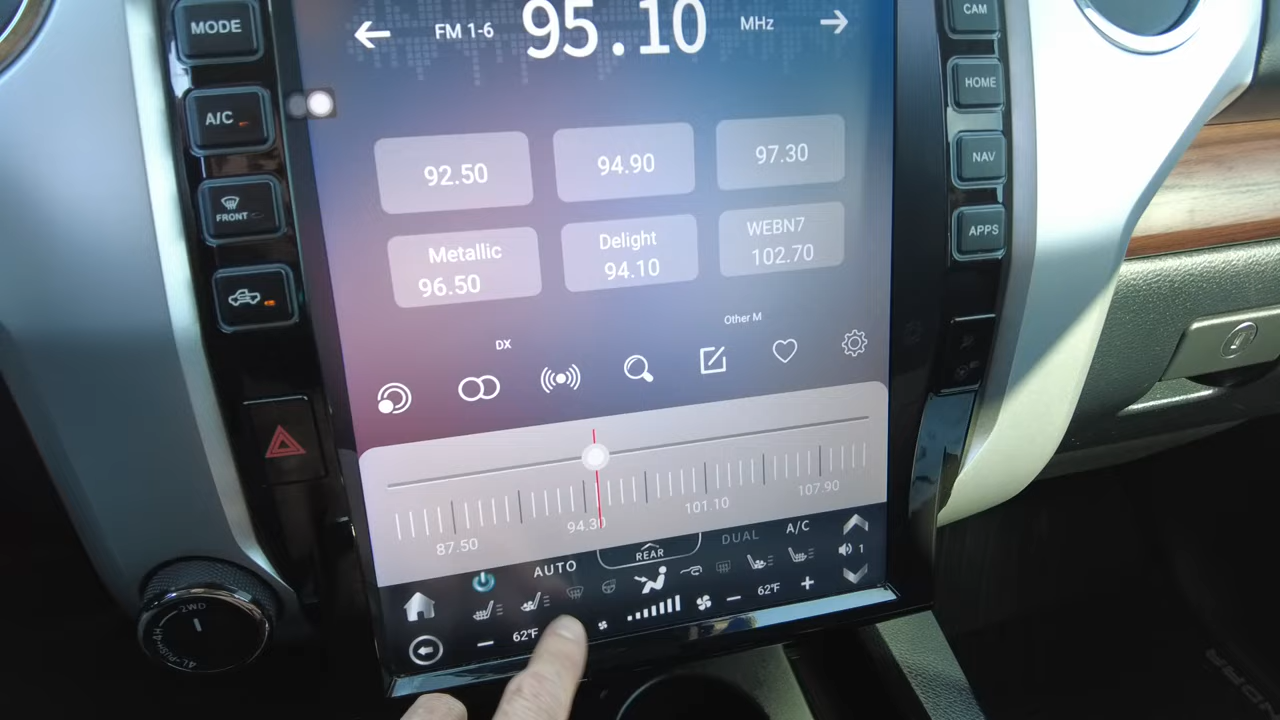 MODE
A/C
FRONT
FM 1-6
95.10
MHz
92.50
94.90
97.30
Metallic
96.50
Delight
94.10
WEBN7
102.70
DX
Other M
87.50
94.30
101.10
107.90
AUTO
REAR
DUAL
A/C
62°F
62°F
1
CAM
HOME
NAV
APPS
2WD